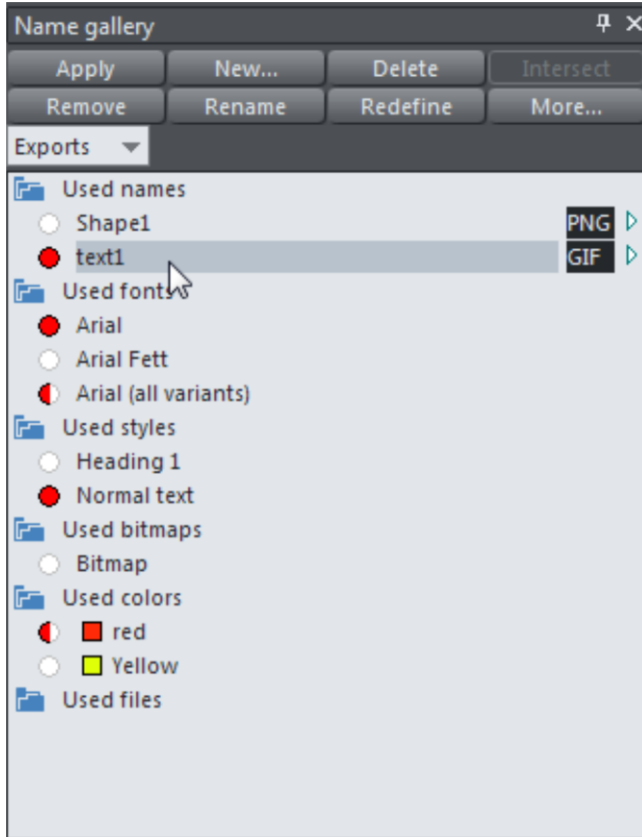 Name gallery
Apply New... Delete Intersect
Remove Rename Redefine More...
Exports
Used names
Shape1 PNG
text1 GIF
Used fonts
Arial
Arial Fett
Arial (all variants)
Used styles
Heading 1
Normal text
Used bitmaps
Bitmap
Used colors
red
Yellow
Used files